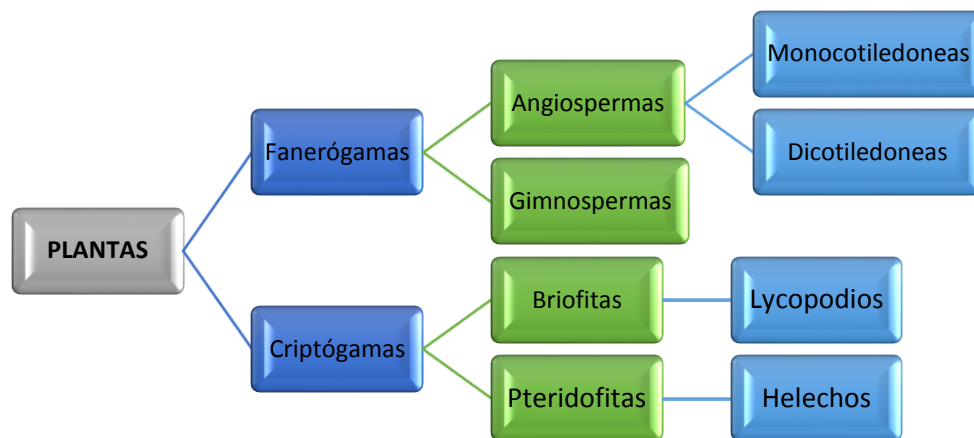 PLANTAS
Fanerógamas
Angiospermas
Monocotiledoneas
Dicotiledoneas
Gimnospermas
Criptógamas
Briofitas
Lycopodios
Pteridofitas
Helechos